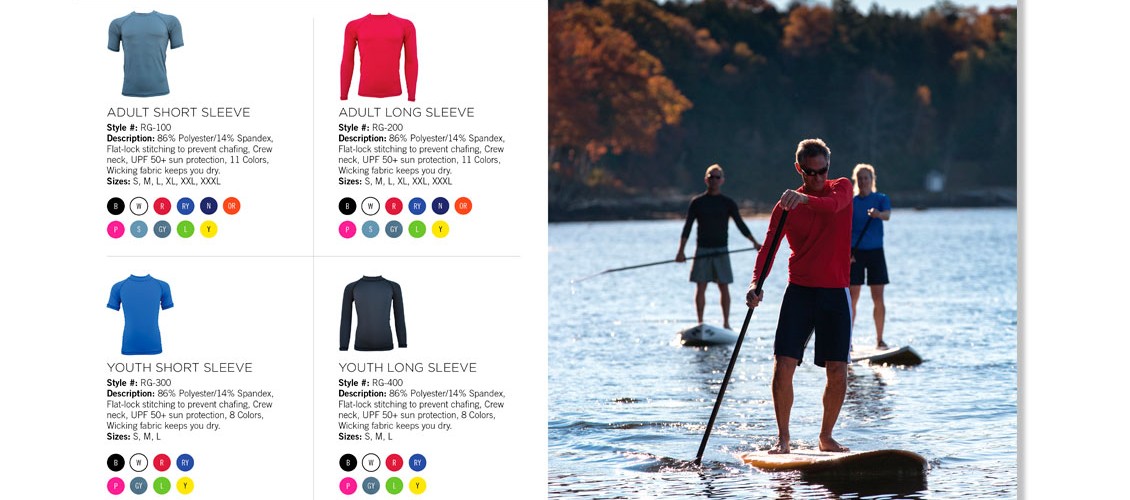 ADULT SHORT SLEEVE
Style #: RG-100
Description: 86% Polyester/14% Spandex,
Flat-lock stitching to prevent chafing, Crew
neck, UPF 50+ sun protection, 11 Colors,
Wicking fabric keeps you dry.
Sizes: S, M, L, XL, XXL, XXXL
B W R RY N OR
P S GY L Y
ADULT LONG SLEEVE
Style #: RG-200
Description: 86% Polyester/14% Spandex,
Flat-lock stitching to prevent chafing, Crew
neck, UPF 50+ sun protection, 11 Colors,
Wicking fabric keeps you dry.
Sizes: S, M, L, XL, XXL, XXXL
B W R RY N OR
P S GY L Y
YOUTH SHORT SLEEVE
Style #: RG-300
Description: 86% Polyester/14% Spandex,
Flat-lock stitching to prevent chafing, Crew
neck, UPF 50+ sun protection, 8 Colors,
Wicking fabric keeps you dry.
Sizes: S, M, L
B W R RY
P GY L Y
YOUTH LONG SLEEVE
Style #: RG-400
Description: 86% Polyester/14% Spandex,
Flat-lock stitching to prevent chafing, Crew
neck, UPF 50+ sun protection, 8 Colors,
Wicking fabric keeps you dry.
Sizes: S, M, L
B W R RY
P GY L Y